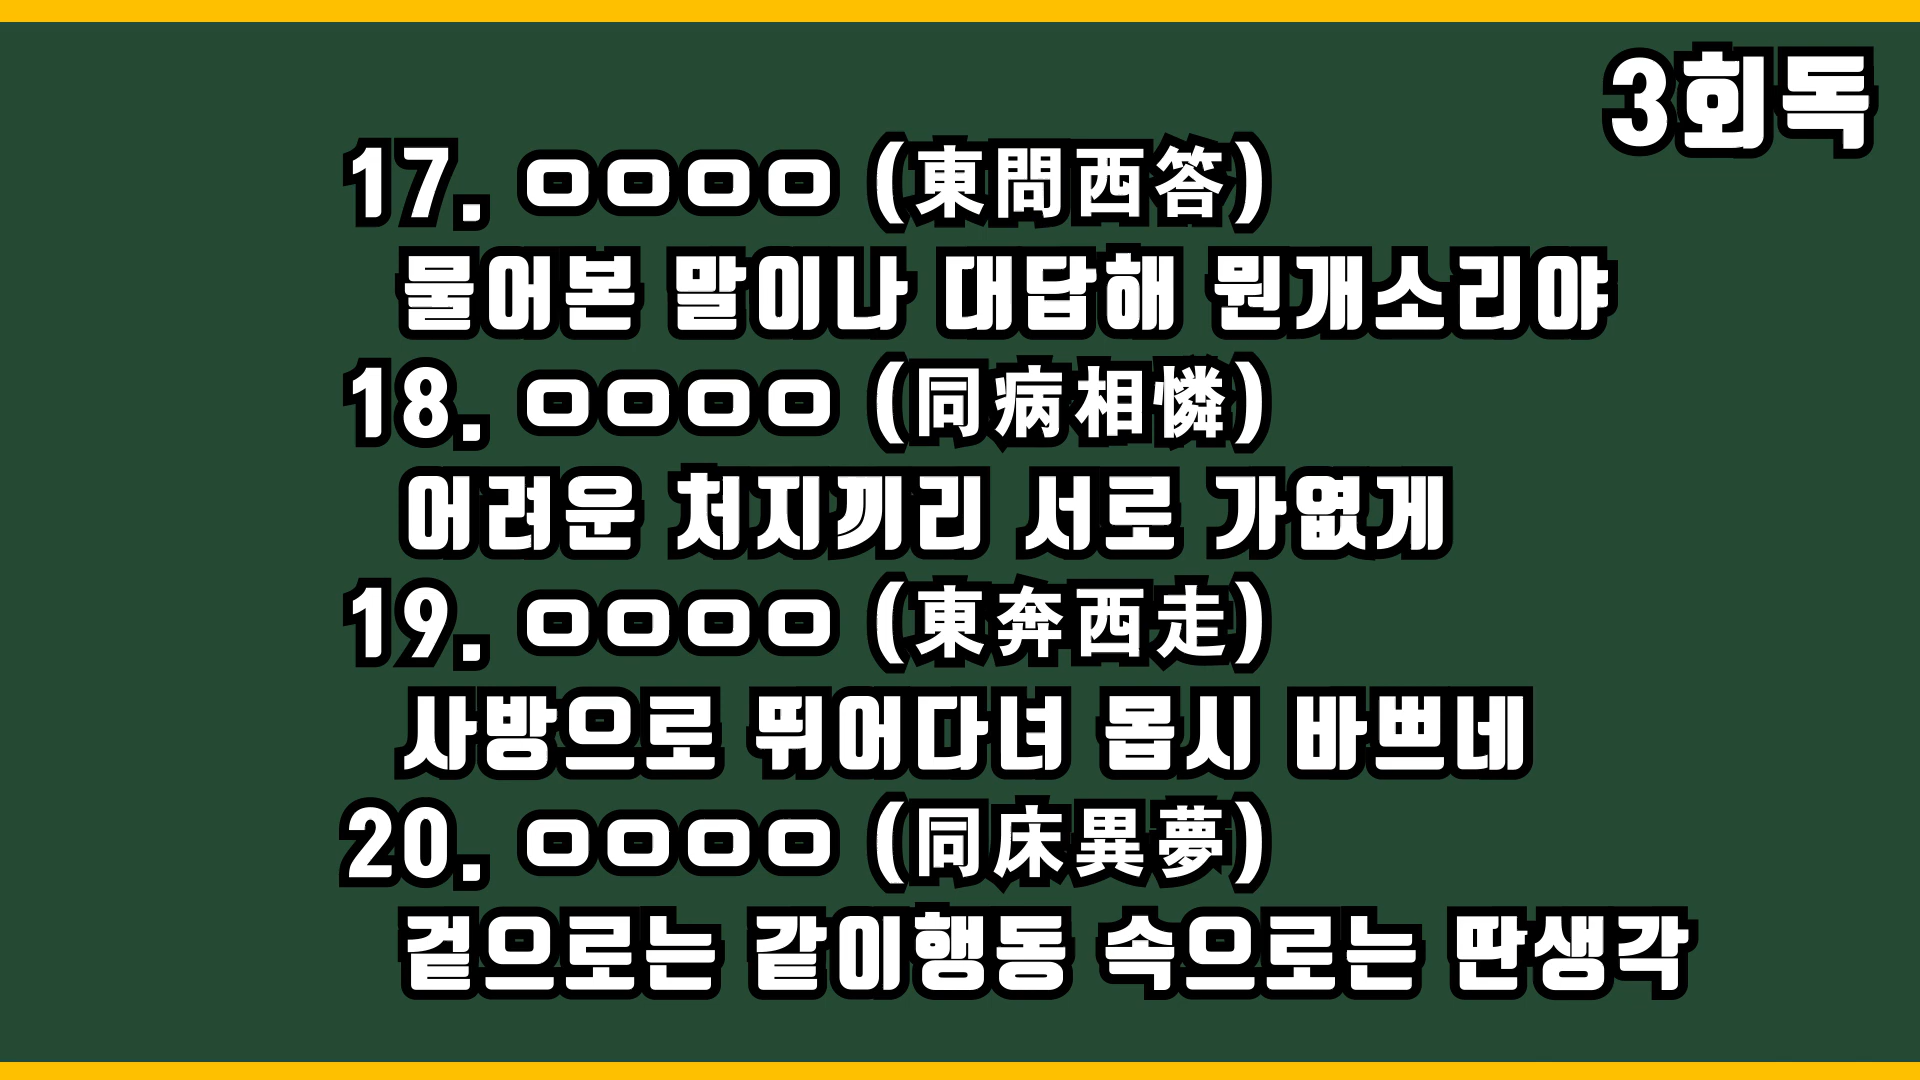 3회독
17. ㅇㅇㅇㅇ (東問西答)
물어본 말이나 대답해 뭔개소리야
18. ㅇㅇㅇㅇ (同病相憐)
어려운 처지끼리 서로 가엾게
19. ㅇㅇㅇㅇ (東奔西走)
사방으로 뛰어다녀 몹시 바쁘네
20. ㅇㅇㅇㅇ (同床異夢)
겉으로는 같이행동 속으로는 딴생각